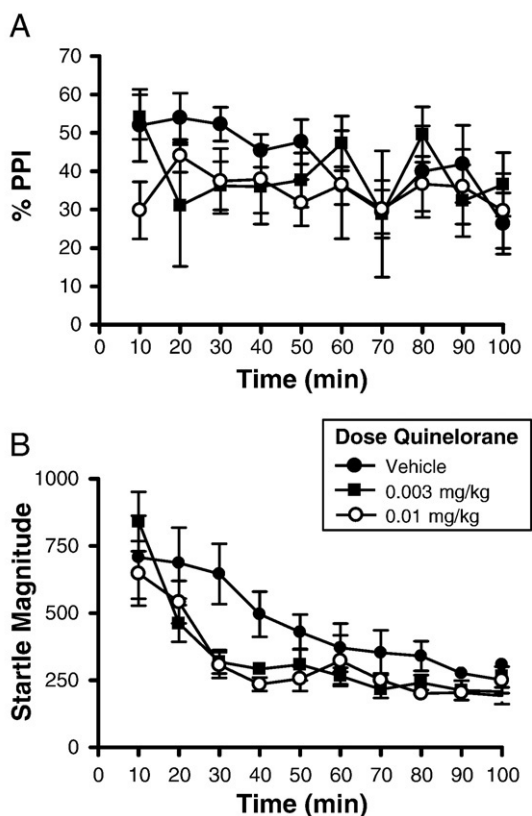 A
70
60
50
40
30
20
10
0
% PPI
0 10 20 30 40 50 60 70 80 90 100
Time (min)
B
Dose Quinelorane
Vehicle
0.003 mg/kg
0.01 mg/kg
1000
750
500
250
0
Startle Magnitude
0 10 20 30 40 50 60 70 80 90 100
Time (min)